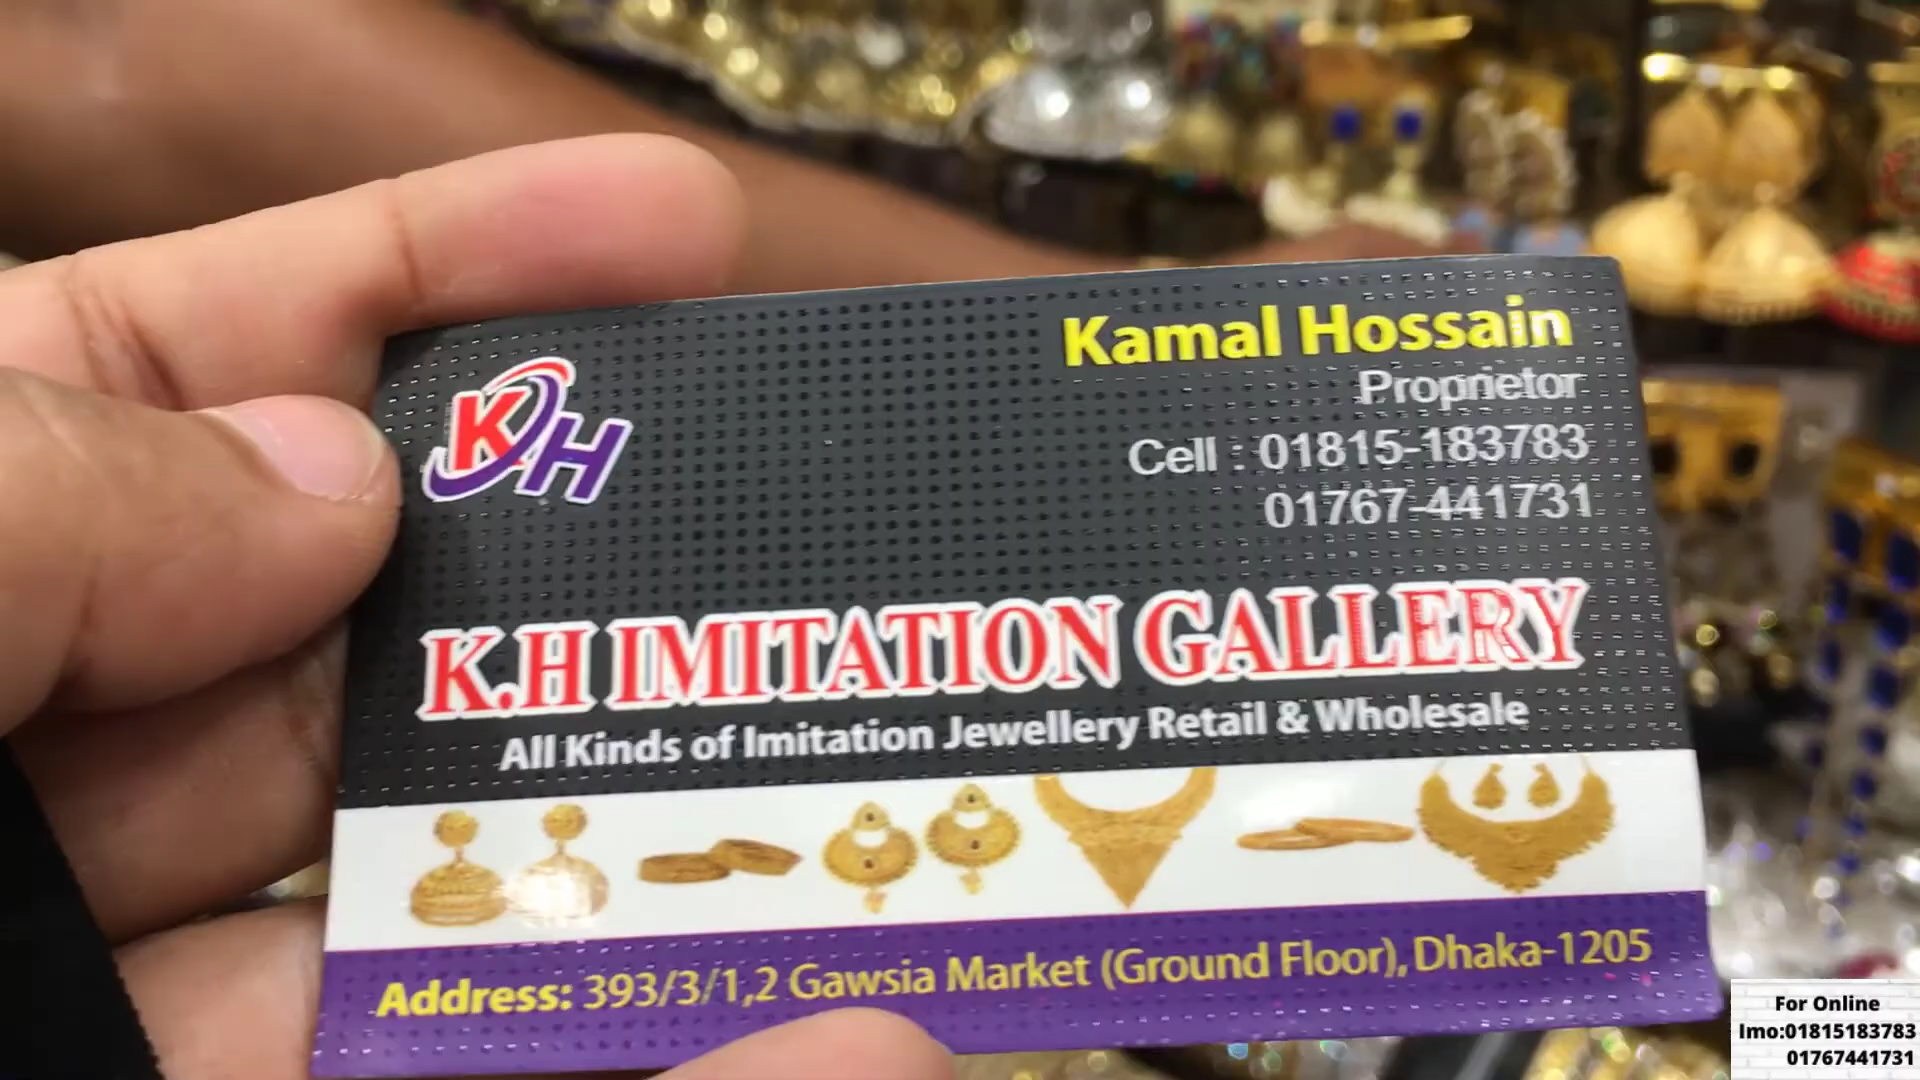 KH
Kamal Hossain
Proprietor
Cell : 01815-183783
01767-441731
K.H IMITATION GALLERY
All Kinds of Imitation Jewellery Retail & Wholesale
Address: 393/3/1,2 Gawsia Market (Ground Floor), Dhaka-1205
For Online
Imo:01815183783
01767441731